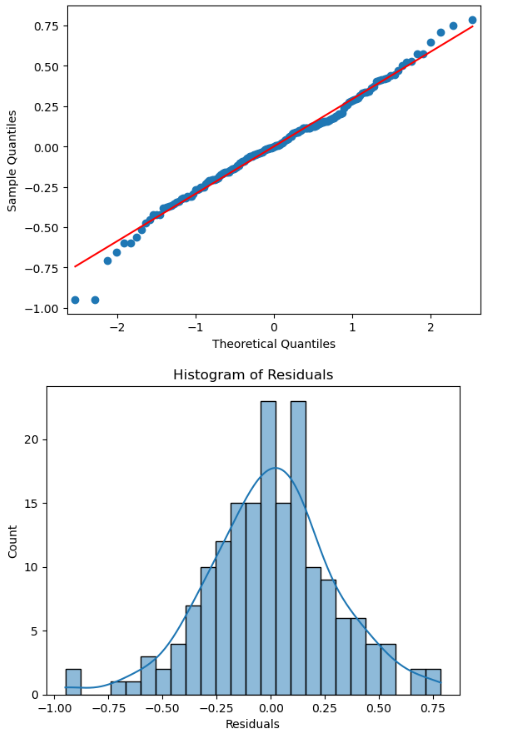 0.75
0.50
0.25
0.00
−0.25
−0.50
−0.75
−1.00
Sample Quantiles
−2 −1 0 1 2
Theoretical Quantiles
Histogram of Residuals
20
15
10
5
0
Count
−1.00 −0.75 −0.50 −0.25 0.00 0.25 0.50 0.75
Residuals